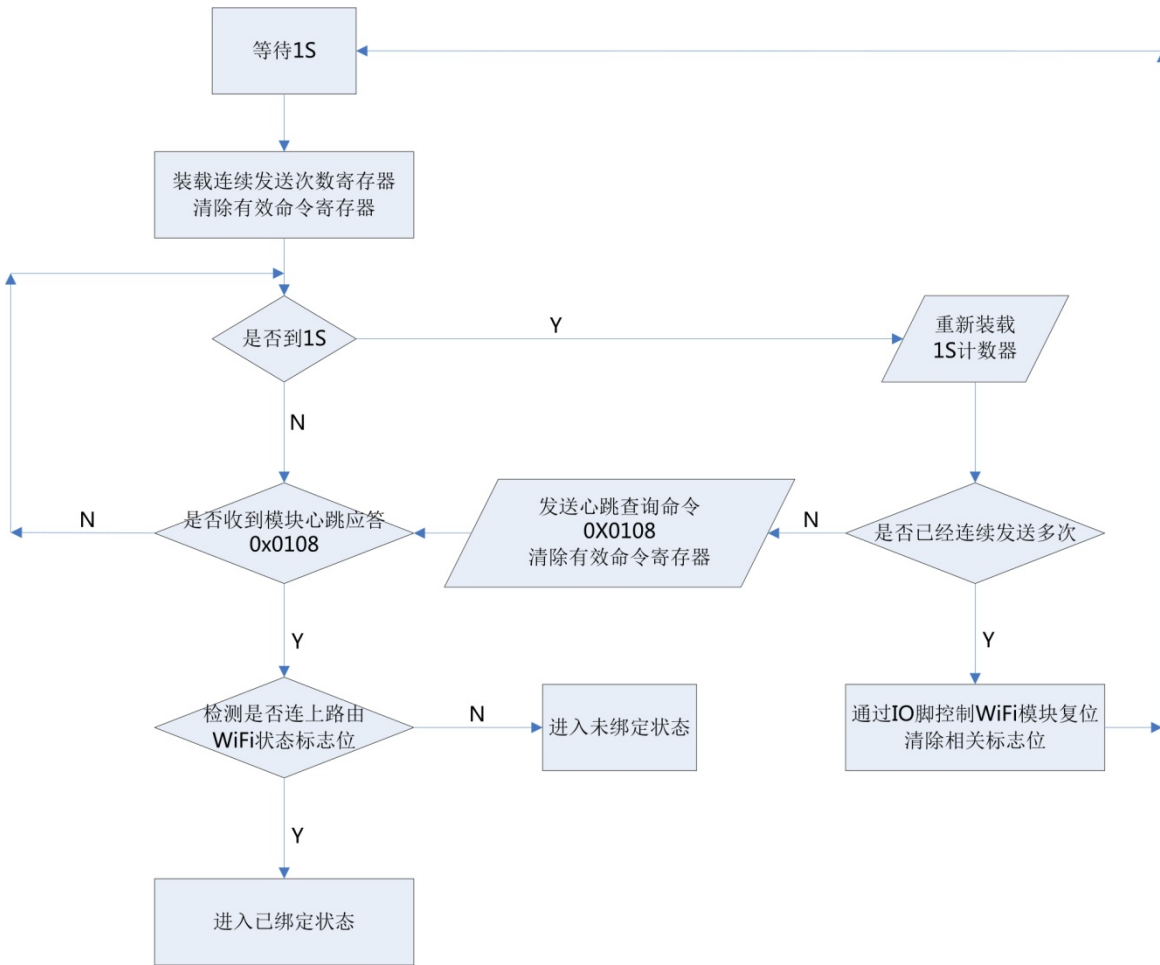 等待1S
装载连续发送次数寄存器
清除有效命令寄存器
是否到1S
Y
重新装载
1S计数器
N
是否收到模块心跳应答
0x0108
N
发送心跳查询命令
0X0108
清除有效命令寄存器
N
是否已经连续发送多次
Y
Y
检测是否连上路由
WiFi状态标志位
N
进入未绑定状态
通过IO脚控制WiFi模块复位
清除相关标志位
Y
进入已绑定状态